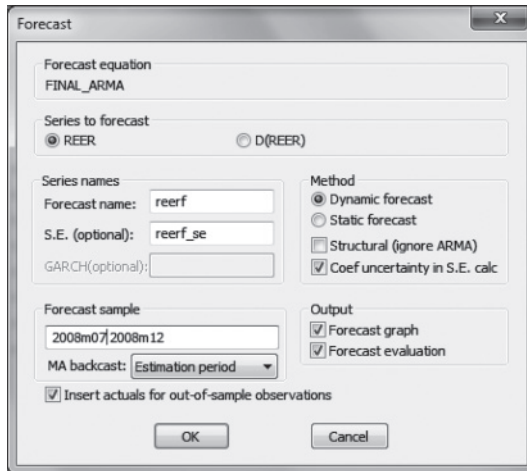 Forecast
X
Forecast equation
FINAL_ARMA
Series to forecast
REER
D(REER)
Series names
Forecast name: reerf
S.E. (optional): reerf_se
GARCH(optional):
Method
Dynamic forecast
Static forecast
Structural (ignore ARMA)
Coef uncertainty in S.E. calc
Forecast sample
2008m07 2008m12
MA backcast: Estimation period
Output
Forecast graph
Forecast evaluation
Insert actuals for out-of-sample observations
OK
Cancel